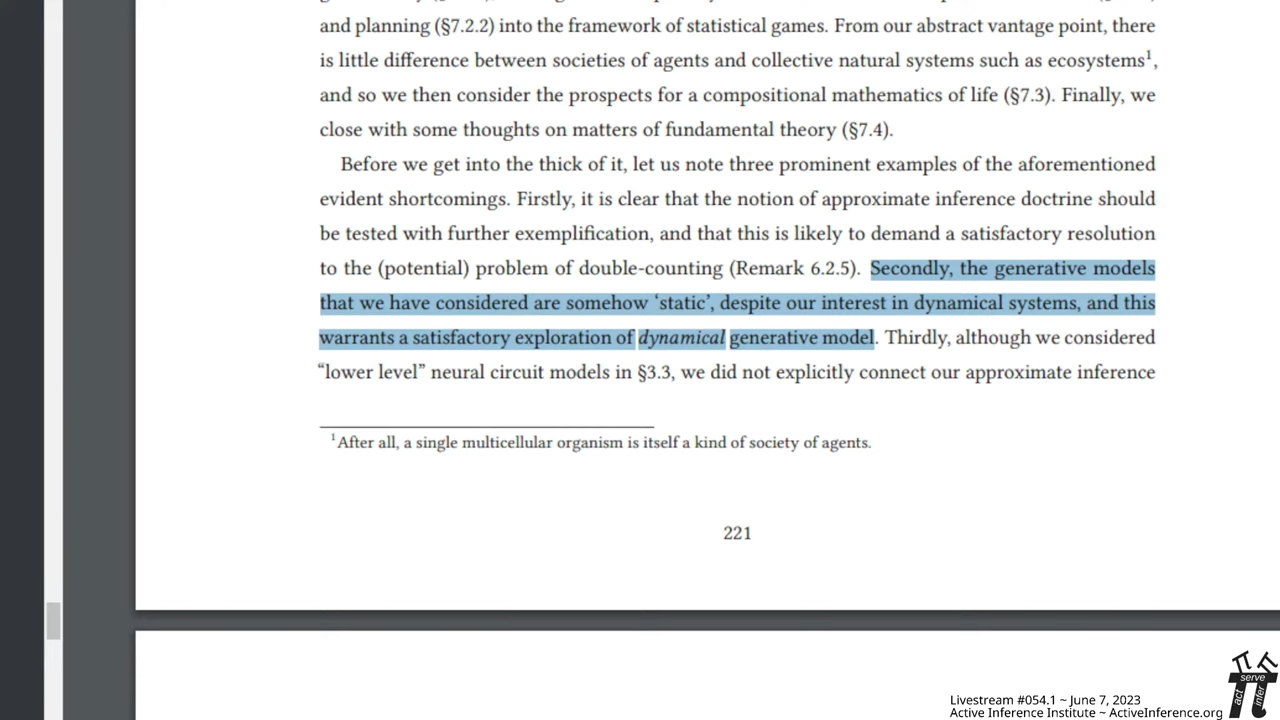 and planning (§7.2.2) into the framework of statistical games. From our abstract vantage point, there
is little difference between societies of agents and collective natural systems such as ecosystems¹,
and so we then consider the prospects for a compositional mathematics of life (§7.3). Finally, we
close with some thoughts on matters of fundamental theory (§7.4).
Before we get into the thick of it, let us note three prominent examples of the aforementioned
evident shortcomings. Firstly, it is clear that the notion of approximate inference doctrine should
be tested with further exemplification, and that this is likely to demand a satisfactory resolution
to the (potential) problem of double-counting (Remark 6.2.5). Secondly, the generative models
that we have considered are somehow ‘static’, despite our interest in dynamical systems, and this
warrants a satisfactory exploration of dynamical generative model. Thirdly, although we considered
“lower level” neural circuit models in §3.3, we did not explicitly connect our approximate inference
¹After all, a single multicellular organism is itself a kind of society of agents.
221
act serve infer
Livestream #054.1 ~ June 7, 2023
Active Inference Institute ~ ActiveInference.org